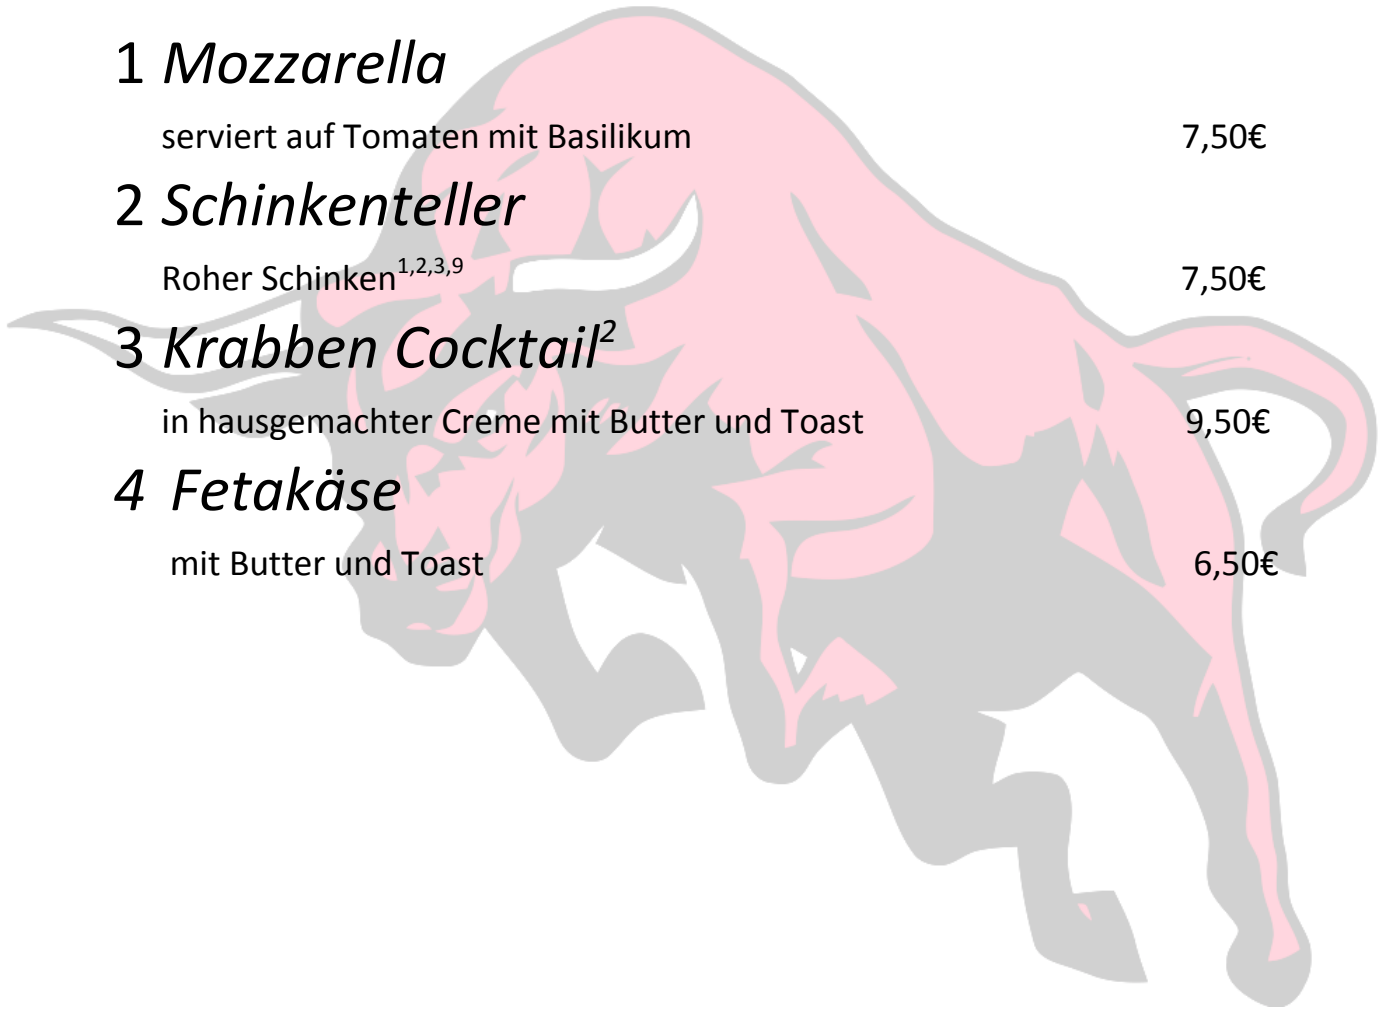 1 Mozzarella
serviert auf Tomaten mit Basilikum 7,50€
2 Schinkenteller
Roher Schinken1,2,3,9 7,50€
3 Krabben Cocktail2
in hausgemachter Creme mit Butter und Toast 9,50€
4 Fetakäse
mit Butter und Toast 6,50€